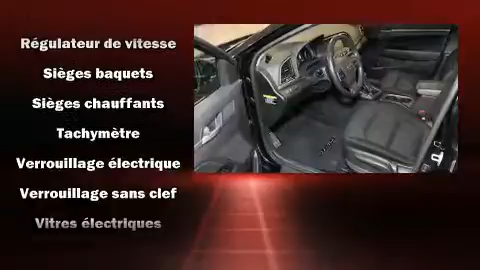 Régulateur de vitesse
Sièges baquets
Sièges chauffants
Tachymètre
Verrouillage électrique
Verrouillage sans clef
Vitres électriques